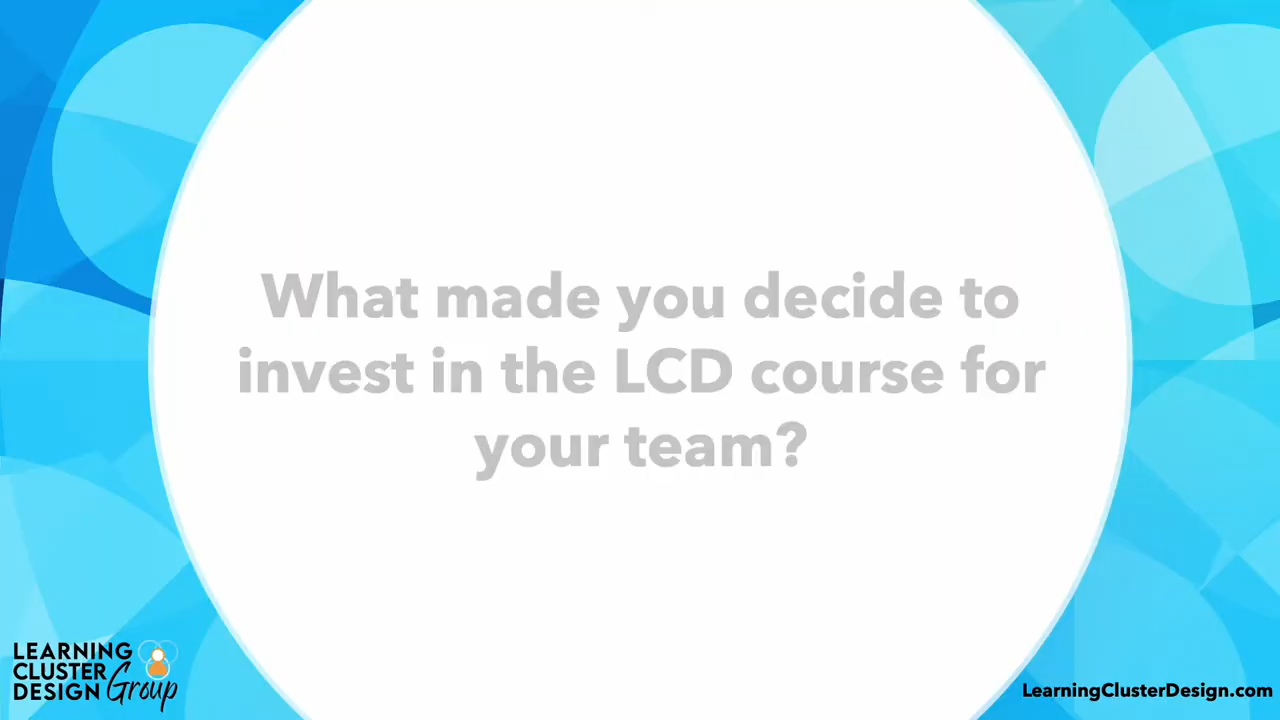 What made you decide to
invest in the LCD course for
your team?
LEARNING
CLUSTER
DESIGN Group
LearningClusterDesign.com